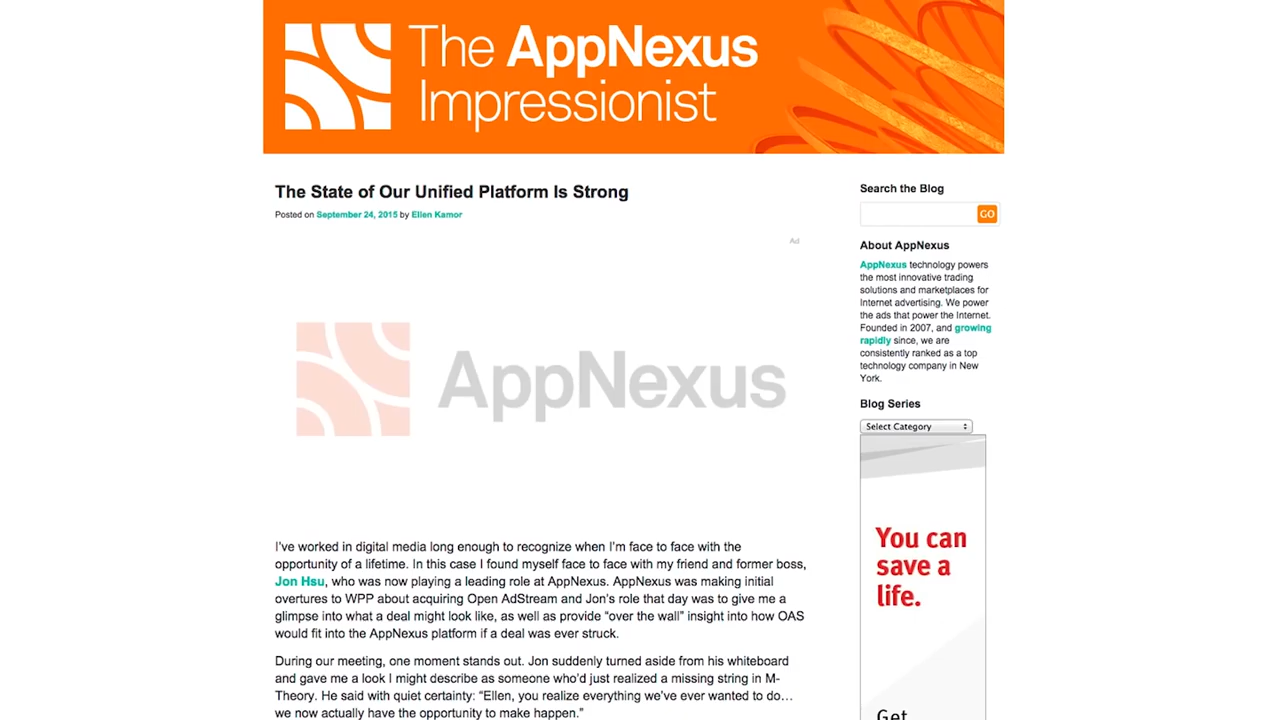 The AppNexus
Impressionist
The State of Our Unified Platform Is Strong
Posted on September 24, 2015 by Ellen Kamor
Ad
AppNexus
I've worked in digital media long enough to recognize when I'm face to face with the
opportunity of a lifetime. In this case I found myself face to face with my friend and former boss,
Jon Hsu, who was now playing a leading role at AppNexus. AppNexus was making initial
overtures to WPP about acquiring Open AdStream and Jon's role that day was to give me a
glimpse into what a deal might look like, as well as provide “over the wall” insight into how OAS
would fit into the AppNexus platform if a deal was ever struck.
During our meeting, one moment stands out. Jon suddenly turned aside from his whiteboard
and gave me a look I might describe as someone who'd just realized a missing string in M-
Theory. He said with quiet certainty: “Ellen, you realize everything we've ever wanted to do…
we now actually have the opportunity to make happen.”
Search the Blog
GO
About AppNexus
AppNexus technology powers
the most innovative trading
solutions and marketplaces for
Internet advertising. We power
the ads that power the Internet.
Founded in 2007, and growing
rapidly since, we are
consistently ranked as a top
technology company in New
York.
Blog Series
Select Category
You can
save a
life.
Get